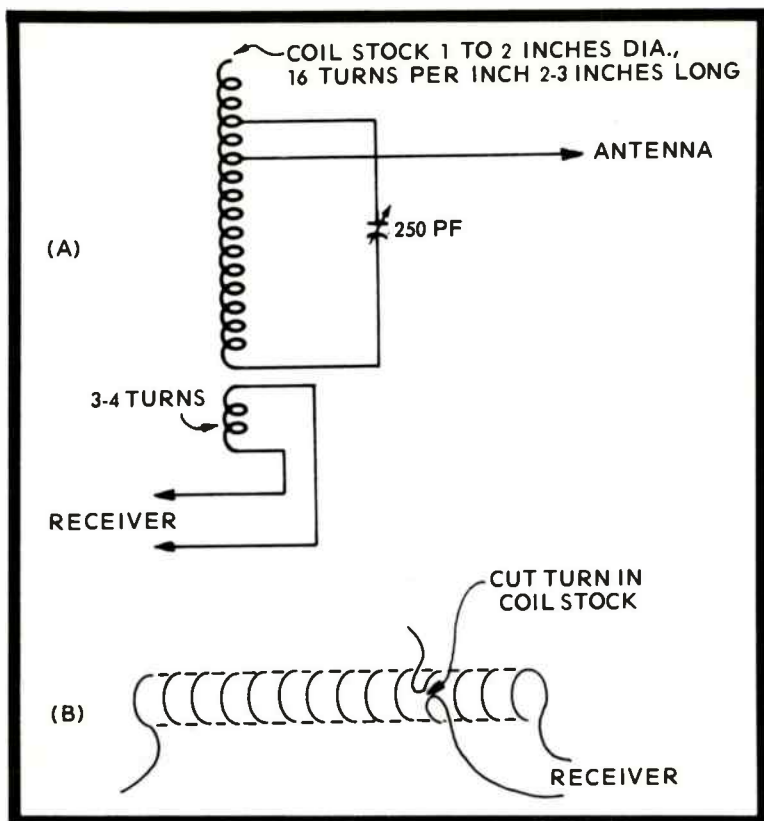 COIL STOCK 1 TO 2 INCHES DIA.,
16 TURNS PER INCH 2-3 INCHES LONG
ANTENNA
250 PF
(A)
3-4 TURNS
RECEIVER
CUT TURN IN
COIL STOCK
(B)
RECEIVER